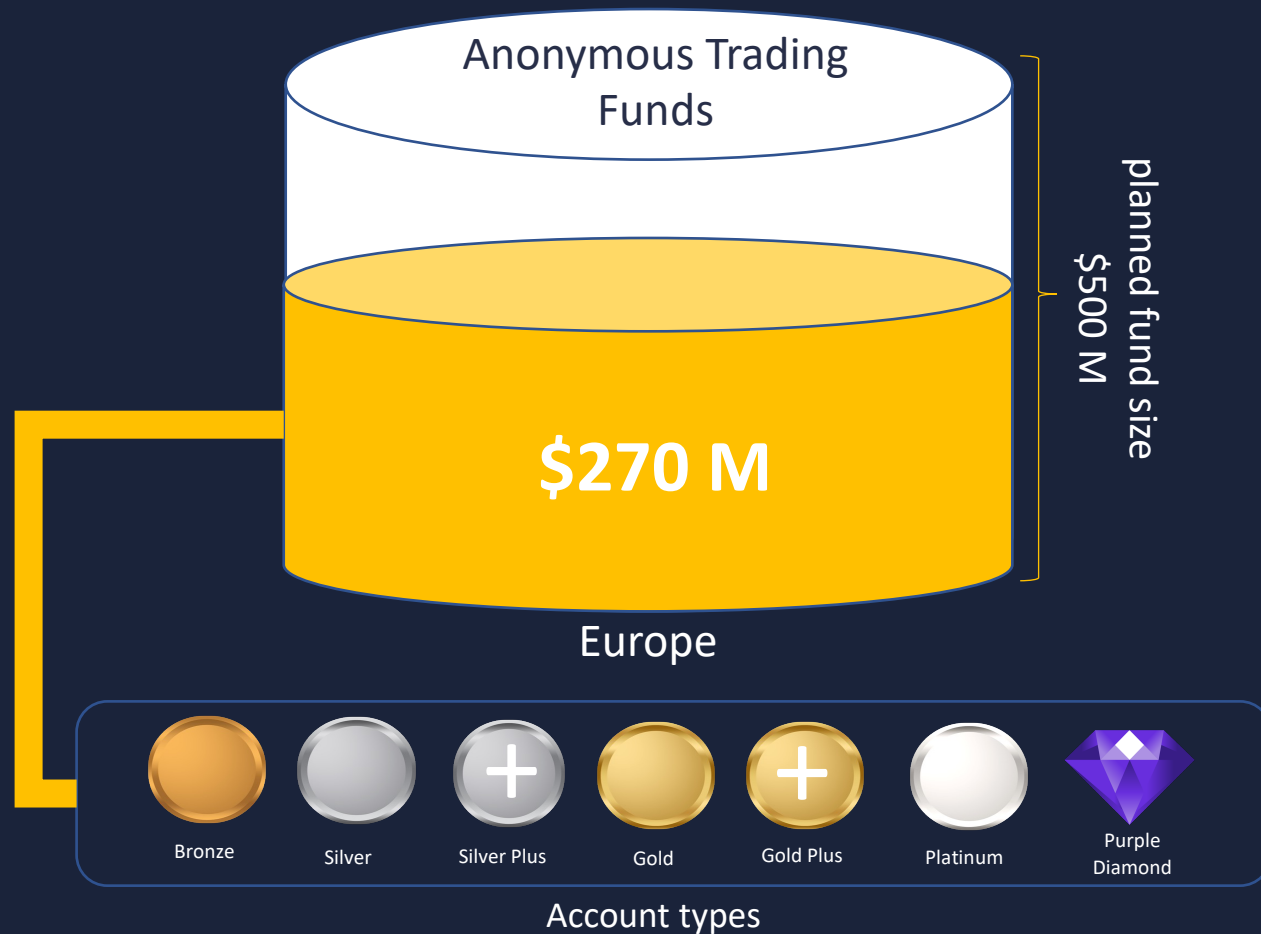 Anonymous Trading
Funds
planned fund size
$500 M
$270 M
Europe
Bronze
Silver
Silver Plus
Gold
Gold Plus
Platinum
Purple
Diamond
Account types